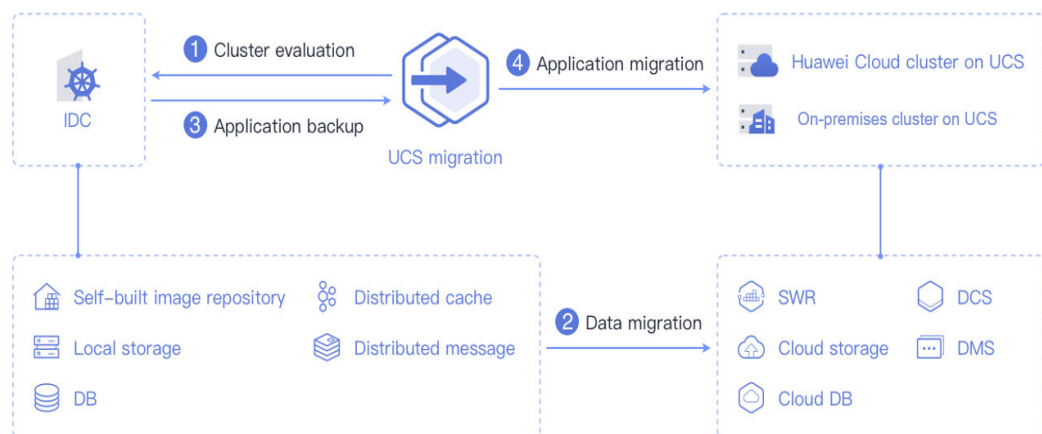 1 Cluster evaluation
4 Application migration
Huawei Cloud cluster on UCS
IDC
3 Application backup
On-premises cluster on UCS
UCS migration
Self-built image repository
Distributed cache
Local storage
Distributed message
DB
2 Data migration
SWR
DCS
Cloud storage
DMS
Cloud DB